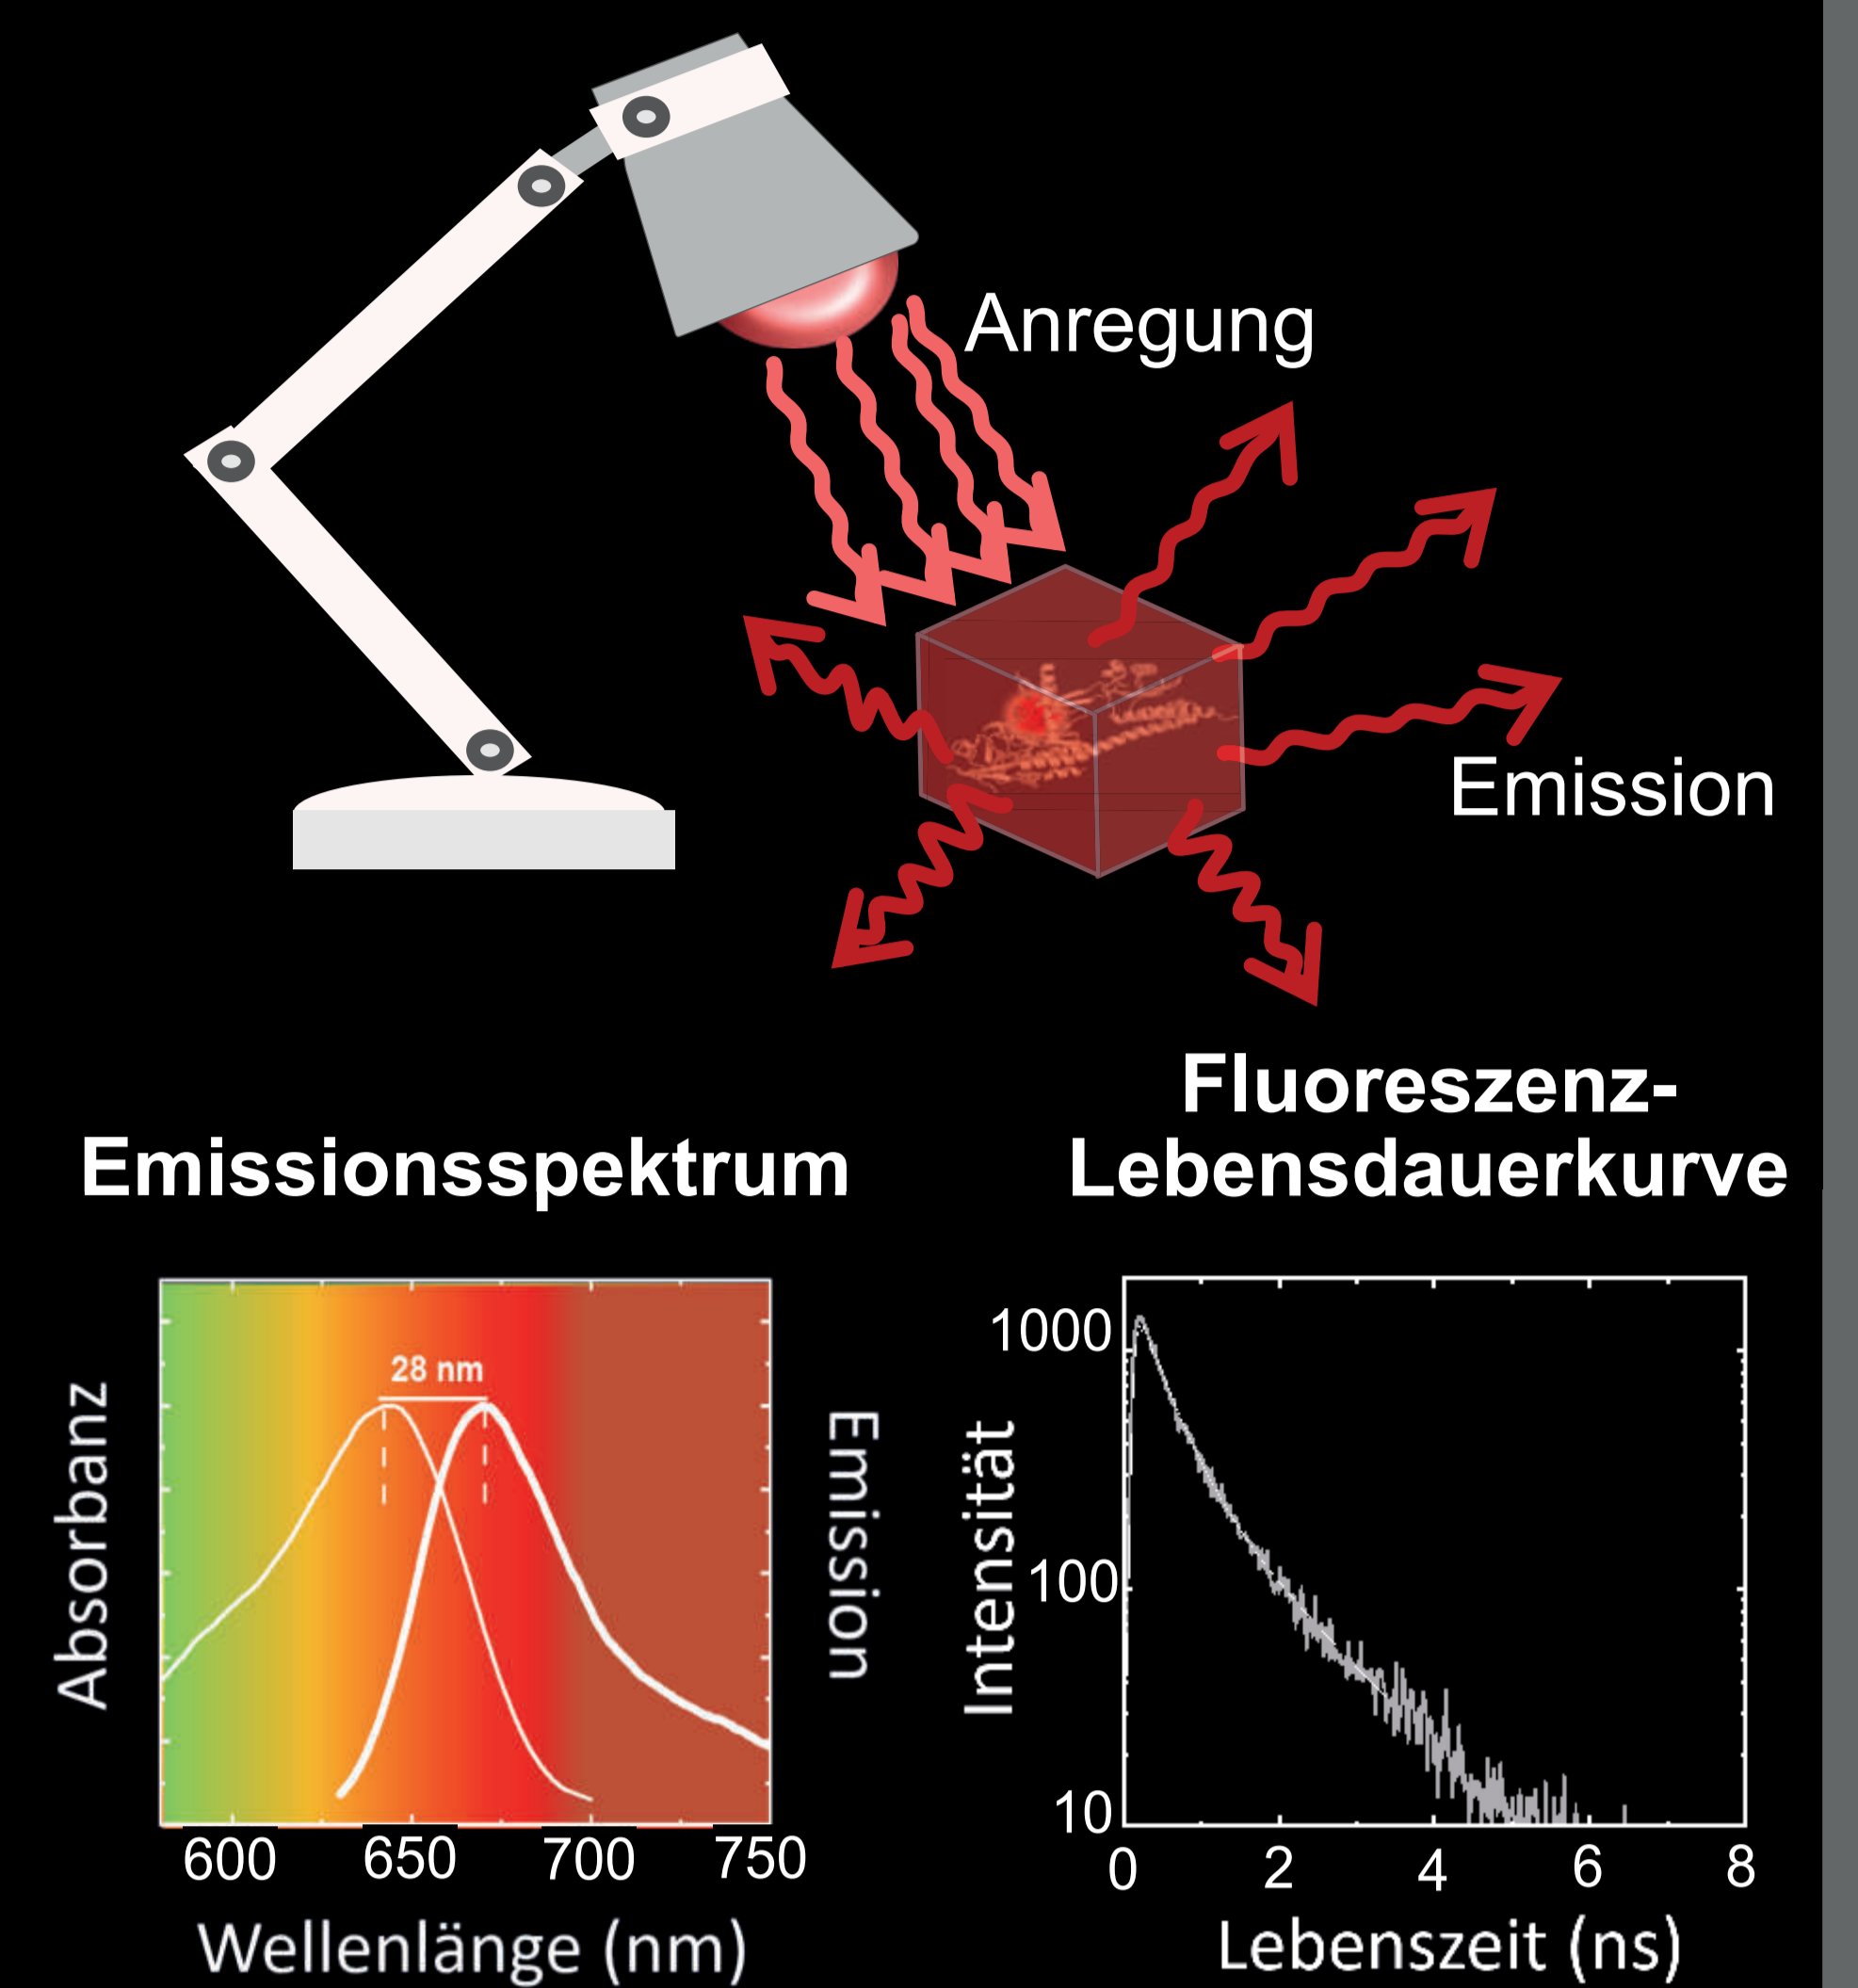 Anregung
Emission
Emissionsspektrum
Fluoreszenz-
Lebensdauerkurve
28 nm
Absorbanz
Emission
600 650 700 750
Wellenlänge (nm)
Intensität
1000
100
10
0 2 4 6 8
Lebenszeit (ns)